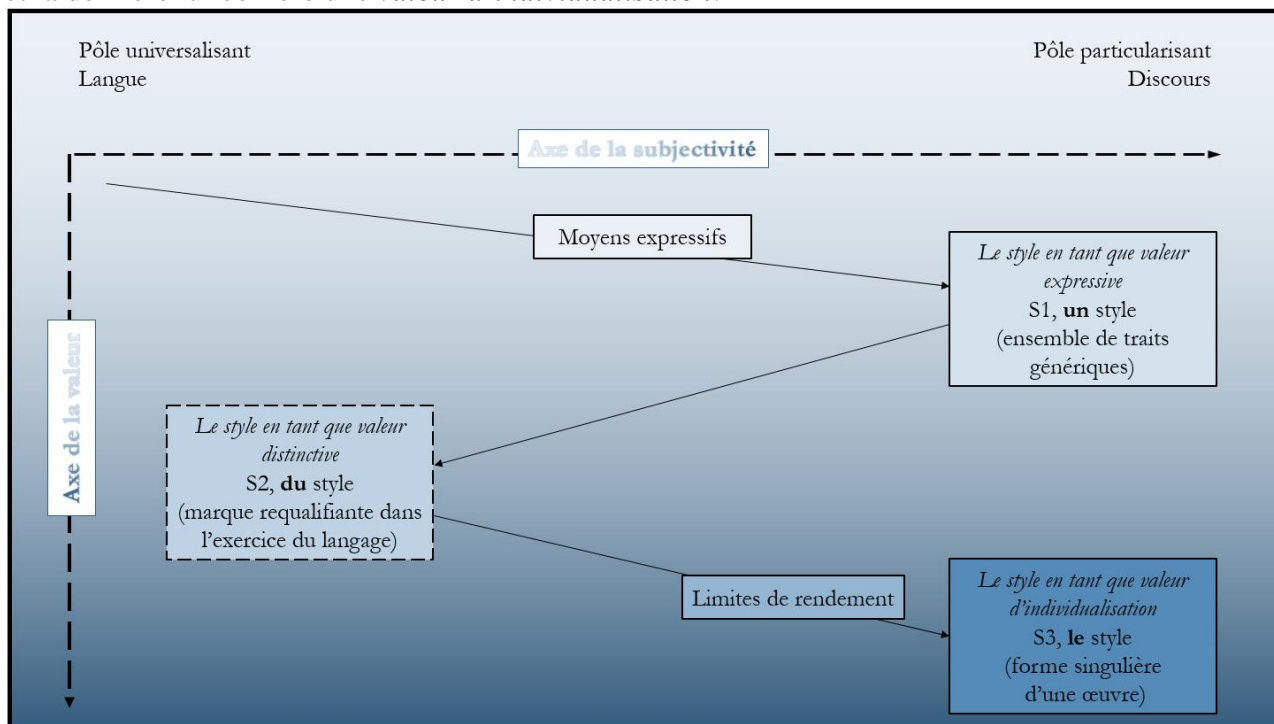 Pôle universalisant
Langue
Pôle particularisant
Discours
Axe de la subjectivité
Moyens expressifs
Le style en tant que valeur
expressive
S1, un style
(ensemble de traits
génériques)
Axe de la valeur
Le style en tant que valeur
distinctive
S2, du style
(marque requalifiante dans
l’exercice du langage)
Limites de rendement
Le style en tant que valeur
d’individualisation
S3, le style
(forme singulière
d’une œuvre)